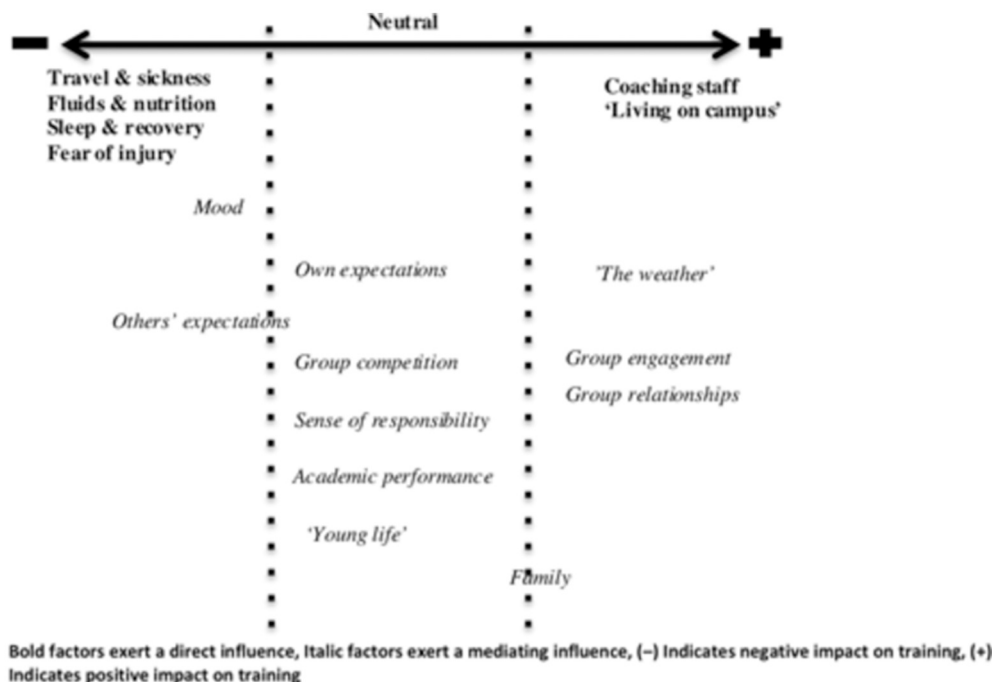 Neutral
− +
Travel & sickness
Fluids & nutrition
Sleep & recovery
Fear of injury
Coaching staff
‘Living on campus’
Mood
Own expectations
’The weather’
Others’ expectations
Group competition
Group engagement
Group relationships
Sense of responsibility
Academic performance
‘Young life’
Family
Bold factors exert a direct influence, Italic factors exert a mediating influence, (−) Indicates negative impact on training, (+)
Indicates positive impact on training